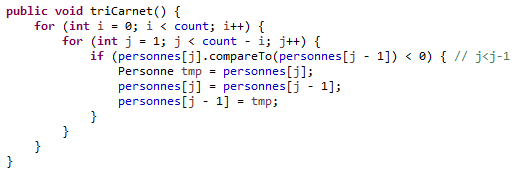 public void triCarnet() {
    for (int i = 0; i < count; i++) {
        for (int j = 1; j < count - i; j++) {
            if (personnes[j].compareTo(personnes[j - 1]) < 0) { // j<j-1
                Personne tmp = personnes[j];
                personnes[j] = personnes[j - 1];
                personnes[j - 1] = tmp;
            }
        }
    }
}